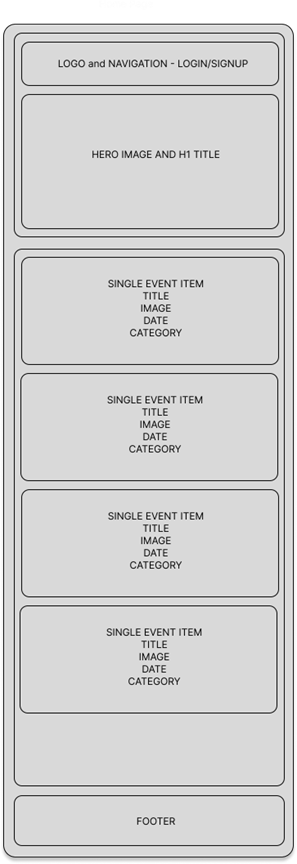 LOGO and NAVIGATION - LOGIN/SIGNUP
HERO IMAGE AND H1 TITLE
SINGLE EVENT ITEM
TITLE
IMAGE
DATE
CATEGORY
SINGLE EVENT ITEM
TITLE
IMAGE
DATE
CATEGORY
SINGLE EVENT ITEM
TITLE
IMAGE
DATE
CATEGORY
SINGLE EVENT ITEM
TITLE
IMAGE
DATE
CATEGORY
FOOTER